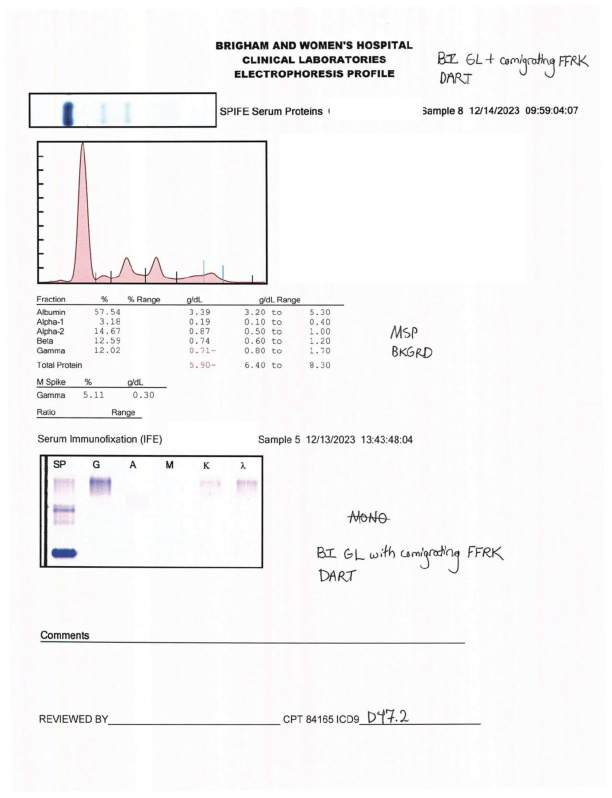 BRIGHAM AND WOMEN'S HOSPITAL
CLINICAL LABORATORIES
ELECTROPHORESIS PROFILE
BI GL + comigrating FFRK
DART
SPIFE Serum Proteins
Sample 8 12/14/2023 09:59:04:07
Fraction % % Range g/dL g/dL Range
Albumin 57.54 3.39 3.20 to 5.30
Alpha-1 3.18 0.19 0.10 to 0.40
Alpha-2 14.67 0.87 0.50 to 1.00
Beta 12.59 0.74 0.60 to 1.20
Gamma 12.02 0.71- 0.80 to 1.70
Total Protein 5.90- 6.40 to 8.30
MSP
BKGRD
M Spike % g/dL
Gamma 5.11 0.30
Ratio Range
Serum Immunofixation (IFE) Sample 5 12/13/2023 13:43:48:04
SP G A M K λ
MONO
BI GL with comigrating FFRK
DART
Comments
REVIEWED BY CPT 84165 ICD9 D47.2